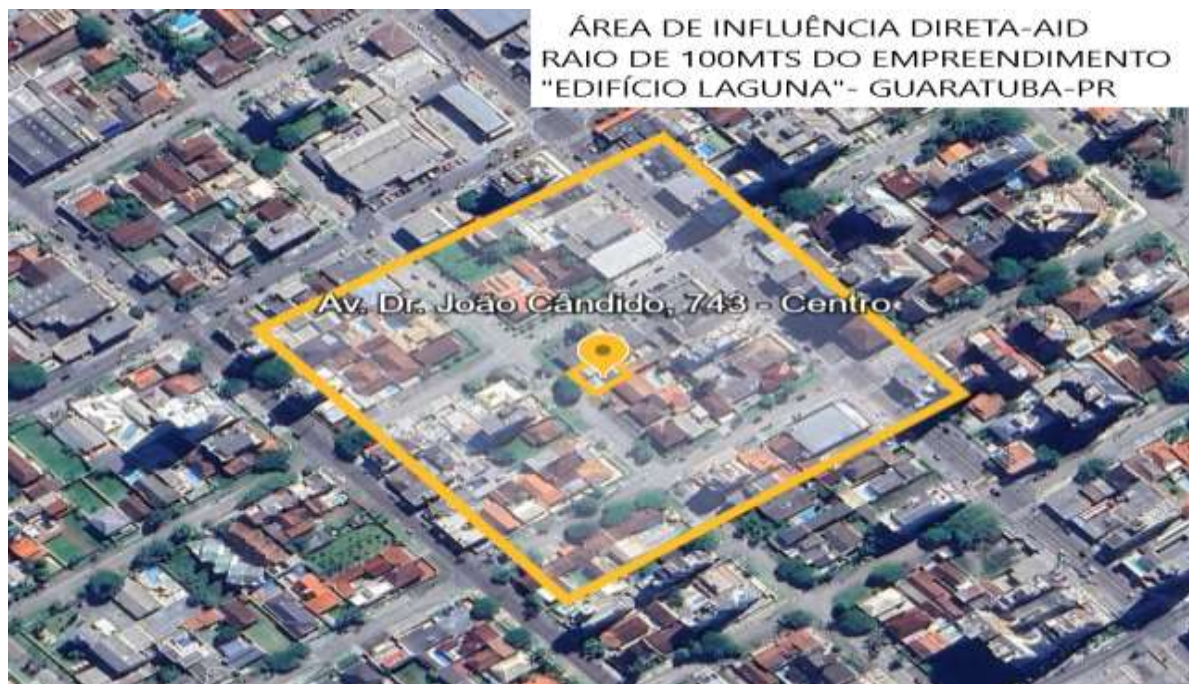 ÁREA DE INFLUÊNCIA DIRETA-AID
RAIO DE 100MTS DO EMPREENDIMENTO
"EDIFÍCIO LAGUNA"- GUARATUBA-PR
Av. Dr. João Cândido, 743 - Centro